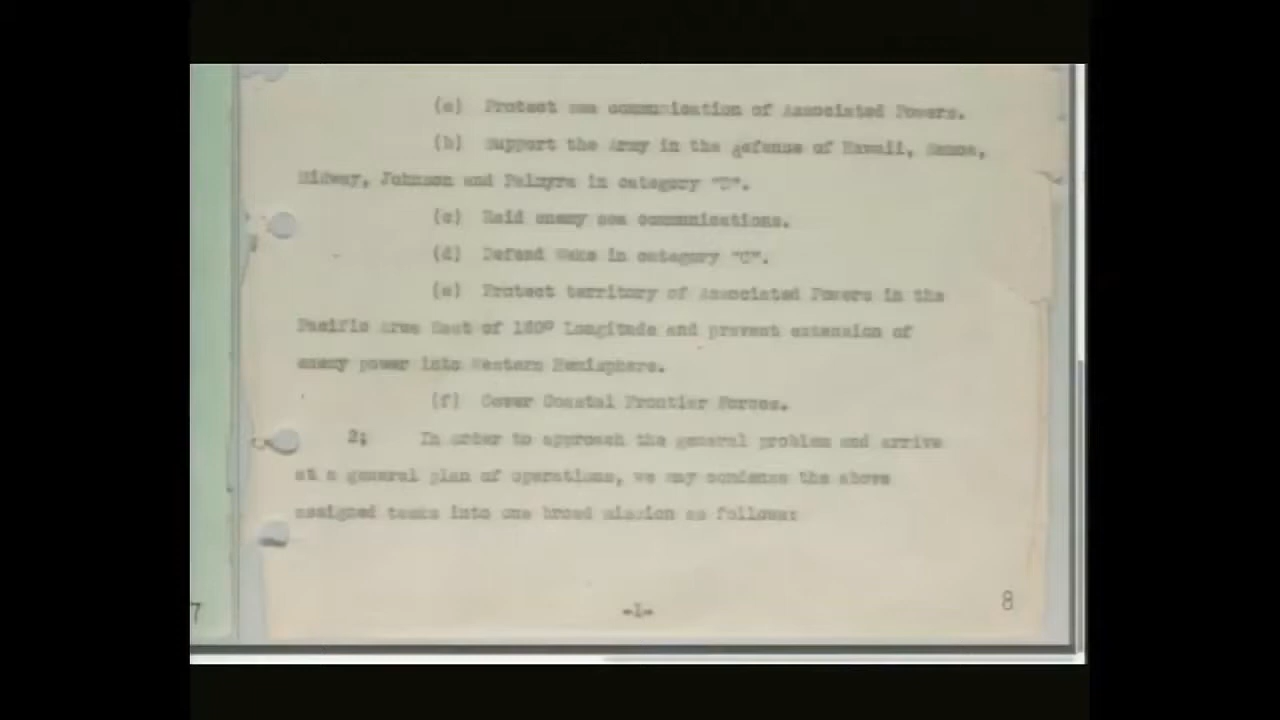 (a) Protect sea communication of Associated Powers.
(b) Support the Army in the defense of Hawaii, Samoa,
Midway, Johnson and Palmyra in category "D".
(c) Raid enemy sea communications.
(d) Defend Wake in category "C".
(e) Protect territory of Associated Powers in the
Pacific area East of 180º Longitude and prevent extension of
enemy power into Western Hemisphere.
(f) Cover Coastal Frontier Forces.
2; In order to approach the general problem and arrive
at a general plan of operations, we may condense the above
assigned tasks into one broad mission as follows:
-1-
7
8